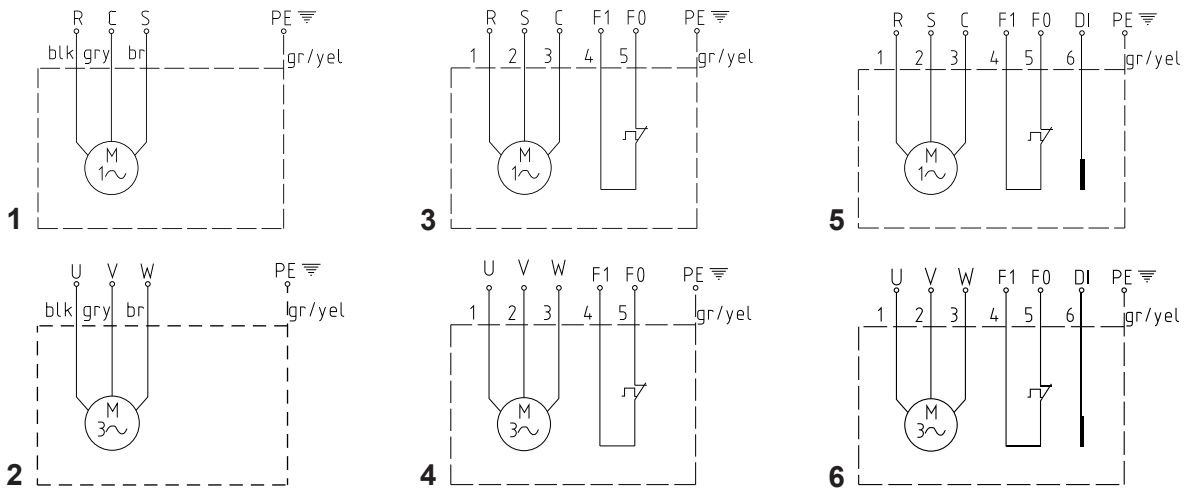 R C S PE
blk gry br gr/yel
M
1~
1
R S C F1 F0 PE
1 2 3 4 5 gr/yel
M
1~
3
R S C F1 F0 DI PE
1 2 3 4 5 6 gr/yel
M
1~
5
U V W PE
blk gry br gr/yel
M
3~
2
U V W F1 F0 PE
1 2 3 4 5 gr/yel
M
3~
4
U V W F1 F0 DI PE
1 2 3 4 5 6 gr/yel
M
3~
6